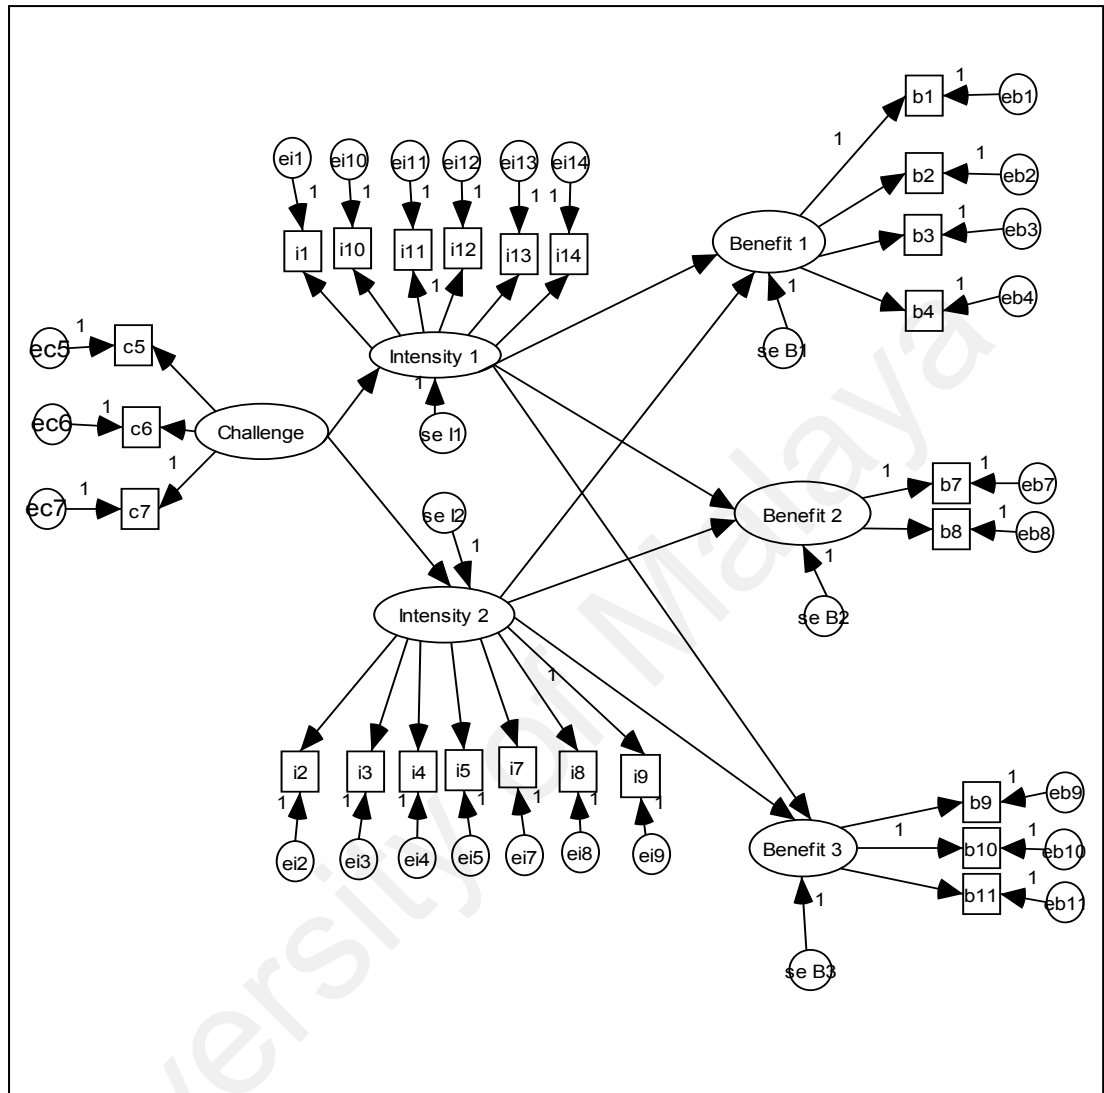 1 b1 1 eb1
ei1 ei10 ei11 ei12 ei13 ei14
1 1 1 1 1 1
1
b2 1 eb2
i1 i10 i11 i12 i13 i14
Benefit 1
b3 1 eb3
1
1
b4 1 eb4
1 c5 ec5
Intensity 1
1
se B1
ec6 1 c6
Challenge
se I1
1
ec7 1 c7
1 b7 1 eb7
se I2
1
Benefit 2
b8 1 eb8
1
Intensity 2
se B2
1
i2 i3 i4 i5 i7 i8 i9
1 1 1 1 1 1 1
ei2 ei3 ei4 ei5 ei7 ei8 ei9
b9 1 eb9
Benefit 3
1 b10 1 eb10
b11 1 eb11
1
se B3
versity of Malaya